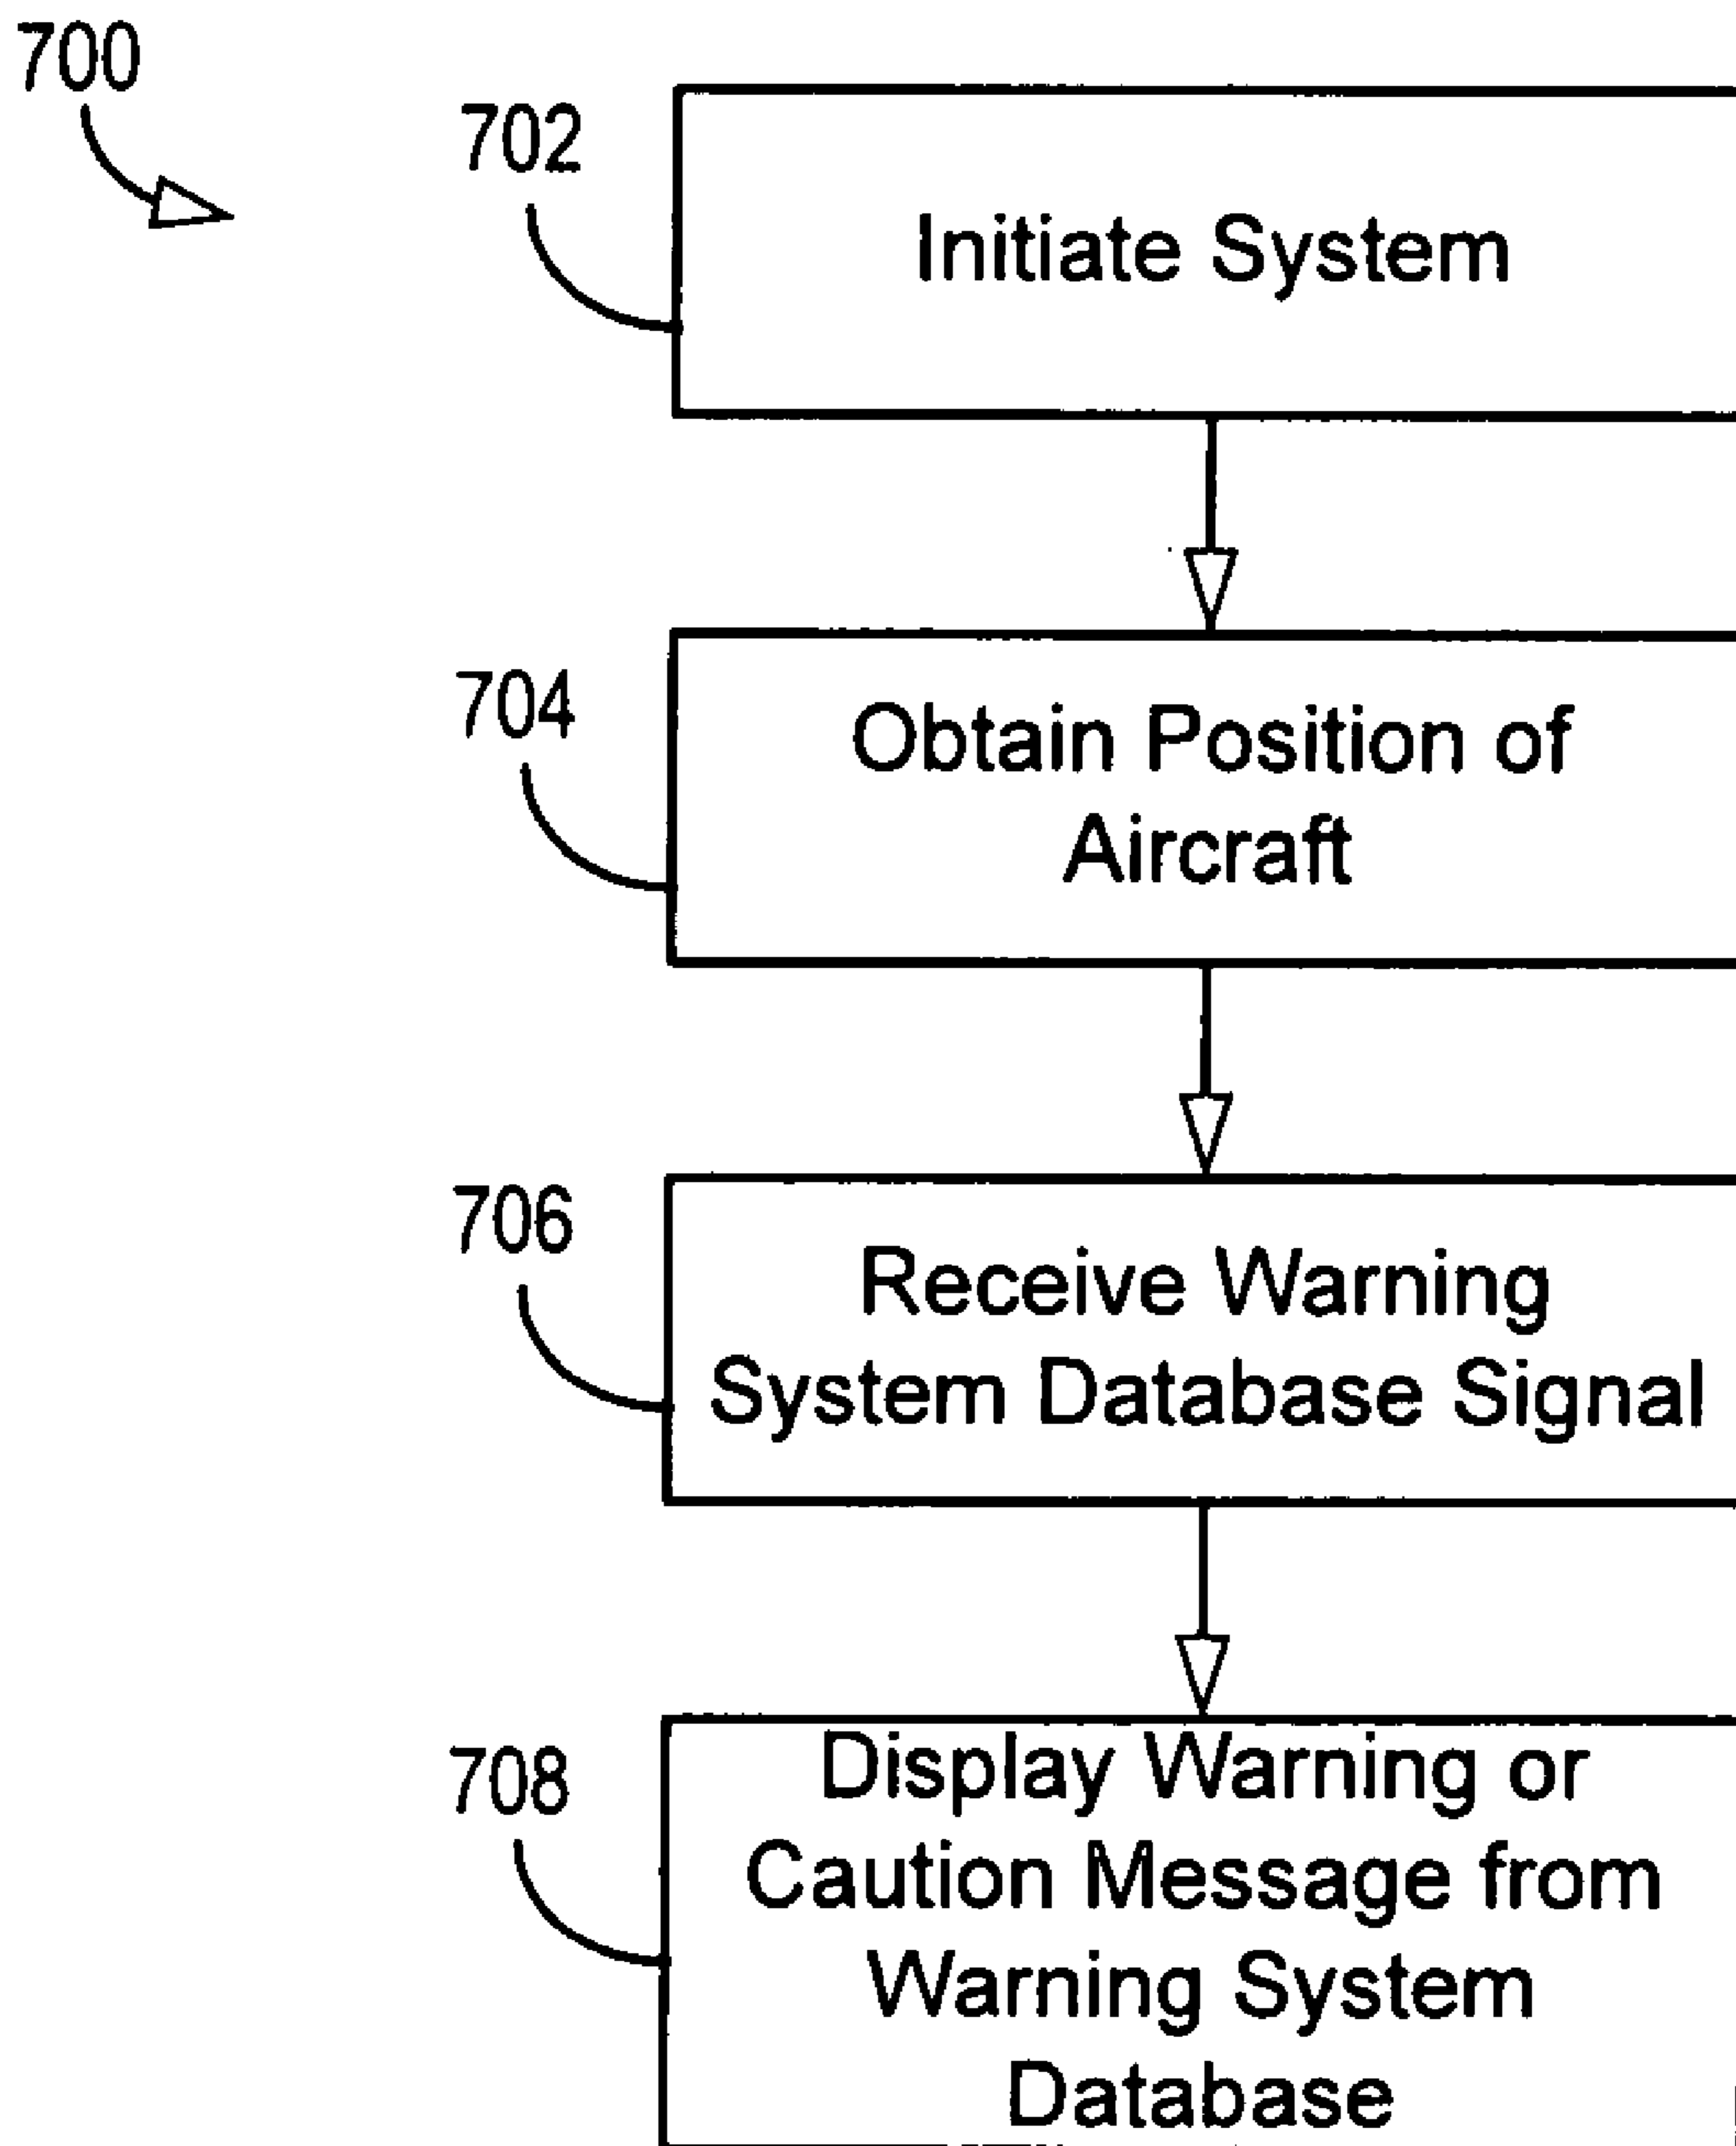 700
702
Initiate System
704
Obtain Position of
Aircraft
706
Receive Warning
System Database Signal
708
Display Warning or
Caution Message from
Warning System
Database